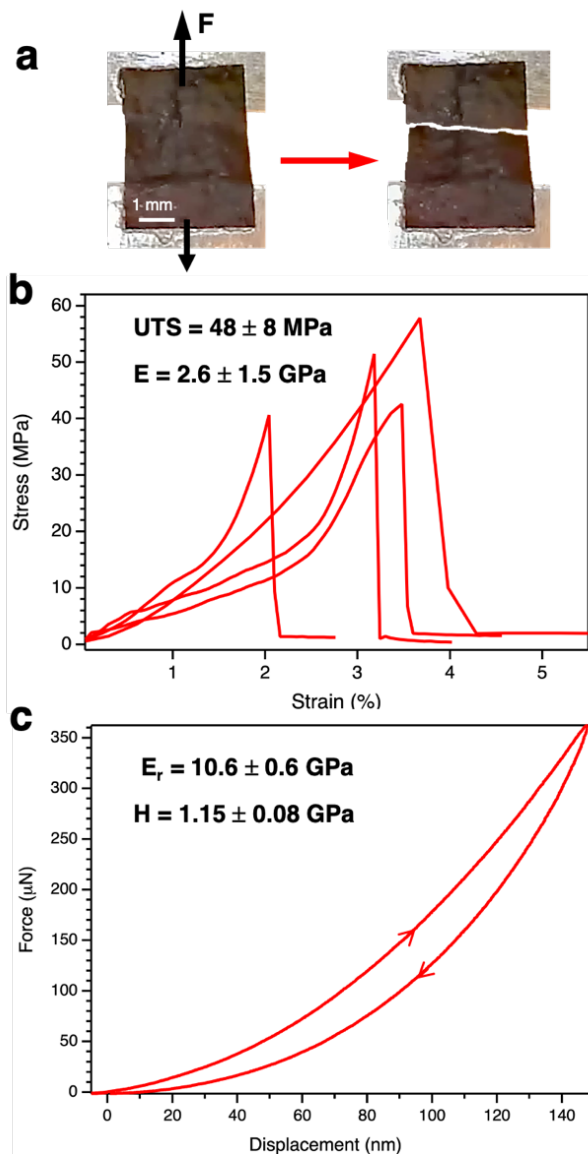 F
a
1 mm
b
60
UTS = 48 ± 8 MPa
50
E = 2.6 ± 1.5 GPa
40
30
20
10
0
Stress (MPa)
1 2 3 4 5
Strain (%)
c
350
Er = 10.6 ± 0.6 GPa
300
H = 1.15 ± 0.08 GPa
250
200
150
100
50
0
Force (µN)
0 20 40 60 80 100 120 140
Displacement (nm)